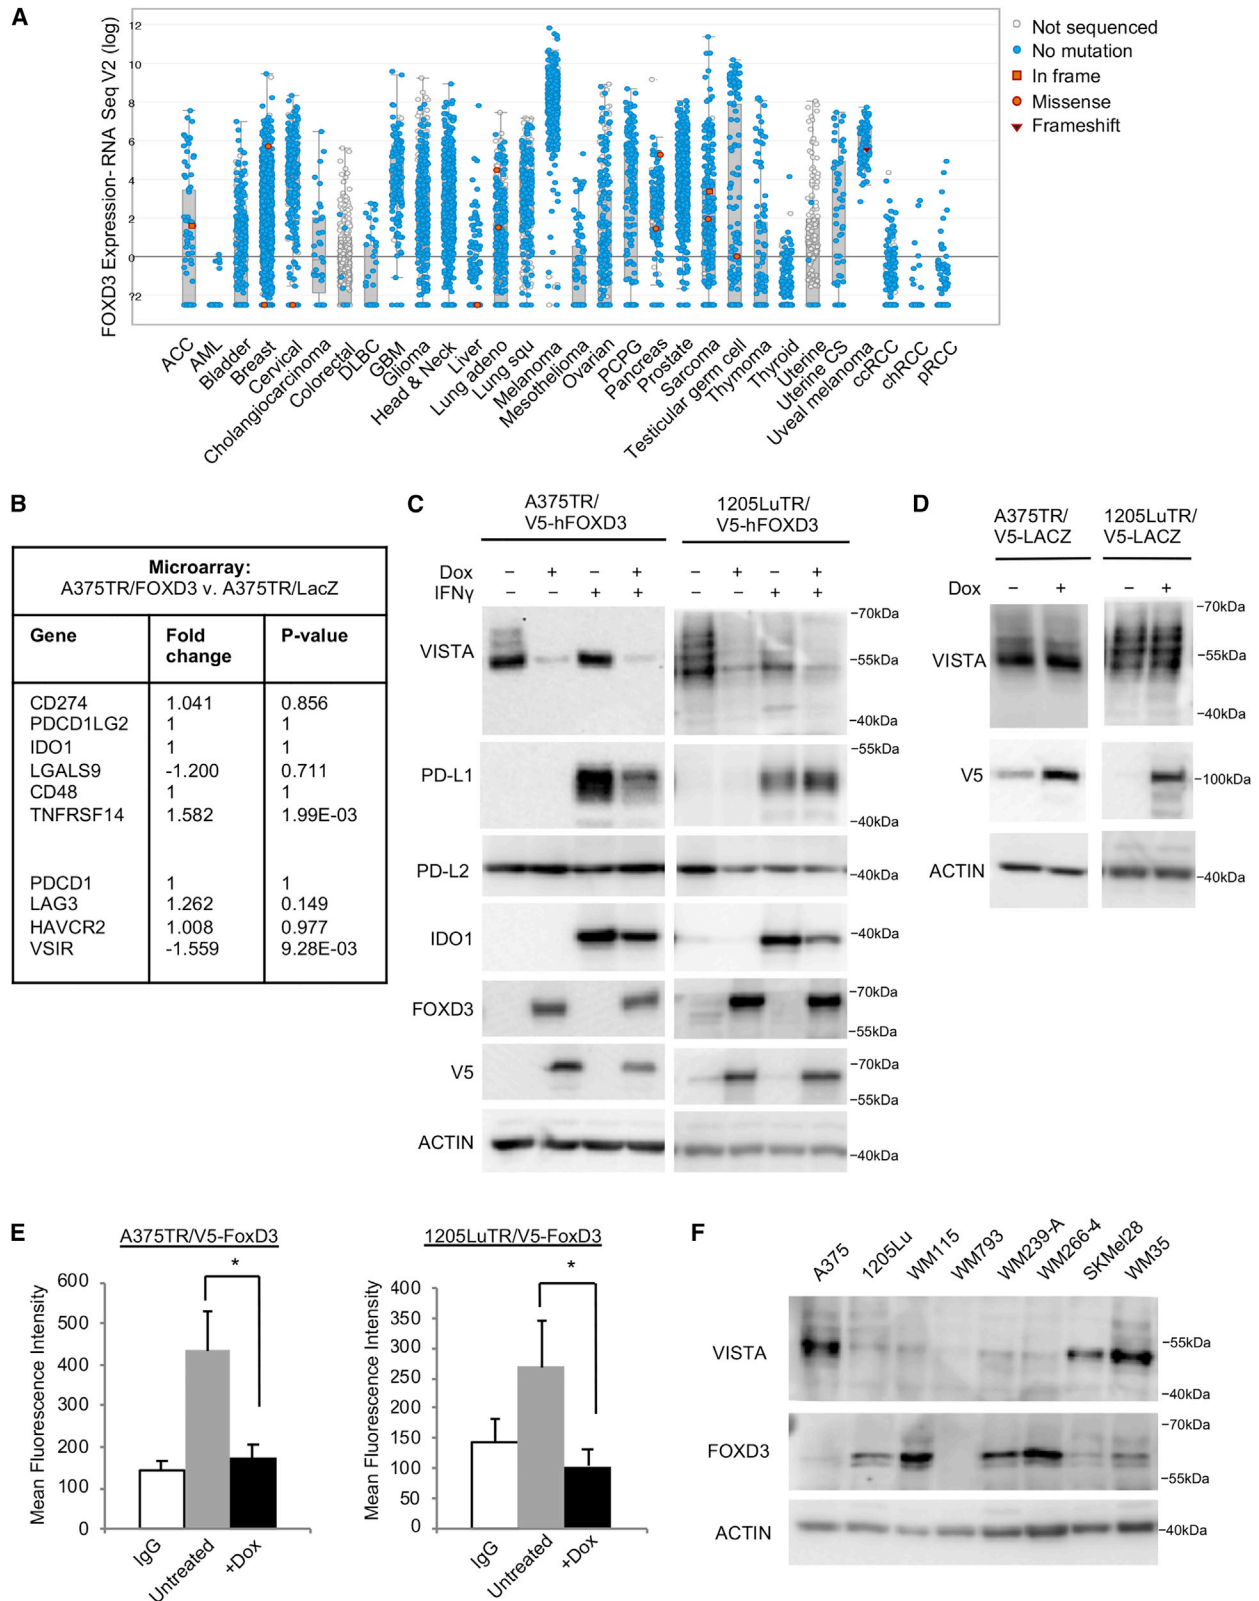 A
FOXD3 Expression- RNA Seq V2 (log)
12
10
8
6
4
2
0
?2
Not sequenced
No mutation
In frame
Missense
Frameshift
ACC
AML
Bladder
Breast
Cervical
Cholangiocarcinoma
Colorectal
DLBC
GBM
Glioma
Head & Neck
Liver
Lung adeno
Lung squ
Melanoma
Mesothelioma
Ovarian
PCPG
Pancreas
Prostate
Sarcoma
Testicular germ cell
Thymoma
Thyroid
Uterine
Uterine CS
Uveal melanoma
ccRCC
chRCC
pRCC
B
Microarray:
A375TR/FOXD3 v. A375TR/LacZ
Gene Fold change P-value
CD274 1.041 0.856
PDCD1LG2 1 1
IDO1 1 1
LGALS9 -1.200 0.711
CD48 1 1
TNFRSF14 1.582 1.99E-03
PDCD1 1 1
LAG3 1.262 0.149
HAVCR2 1.008 0.977
VSIR -1.559 9.28E-03
C
A375TR/
V5-hFOXD3
1205LuTR/
V5-hFOXD3
Dox − + − + − + − +
IFNγ − − + + − − + +
VISTA
−70kDa
−55kDa
−40kDa
PD-L1
−55kDa
−40kDa
PD-L2
−40kDa
IDO1
−40kDa
FOXD3
−70kDa
−55kDa
V5
−70kDa
−55kDa
ACTIN
−40kDa
D
A375TR/
V5-LACZ
1205LuTR/
V5-LACZ
Dox − + − +
VISTA
−70kDa
−55kDa
−40kDa
V5
−100kDa
ACTIN
−40kDa
E
A375TR/V5-FoxD3
Mean Fluorescence Intensity
600
500
400
300
200
100
0
*
IgG
Untreated
+Dox
1205LuTR/V5-FoxD3
Mean Fluorescence Intensity
400
350
300
250
200
150
100
50
0
*
IgG
Untreated
+Dox
F
A375
1205Lu
WM115
WM793
WM239-A
WM266-4
SKMel28
WM35
VISTA
−55kDa
−40kDa
FOXD3
−70kDa
−55kDa
ACTIN
−40kDa